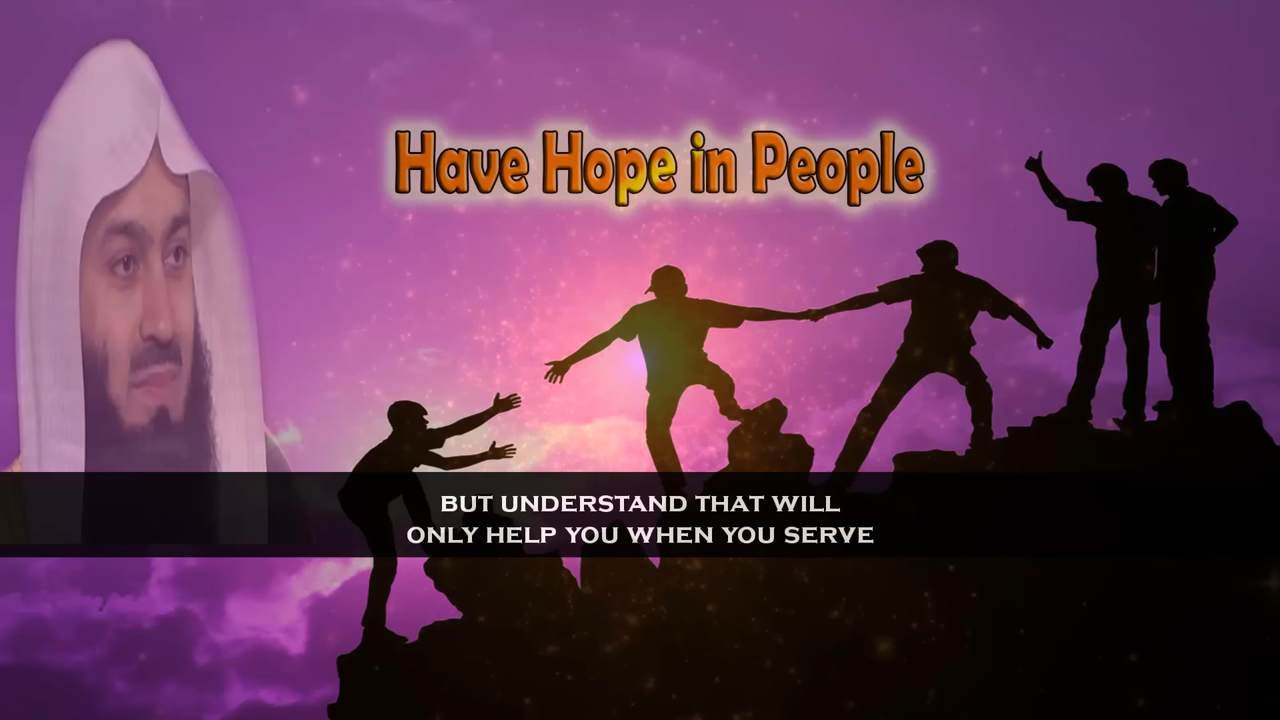 Have Hope in People
BUT UNDERSTAND THAT WILL
ONLY HELP YOU WHEN YOU SERVE